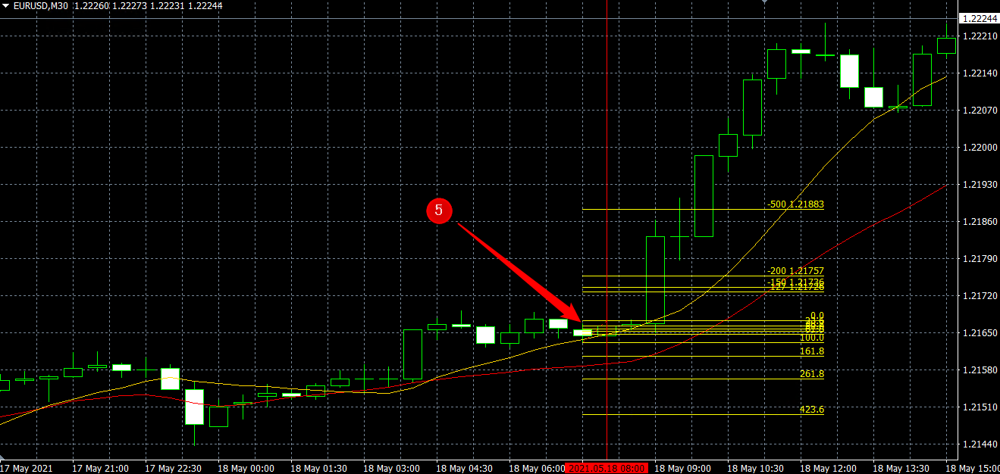 EURUSD,M30 1.22260 1.22273 1.22231 1.22244
1.22244
1.22210
1.22140
1.22070
1.22000
1.21930
1.21860
1.21790
1.21720
1.21650
1.21580
1.21510
1.21440
5
-500 1.21883
-200 1.21757
-150 1.21736
127 1.21726
0.0
100.0
161.8
261.8
423.6
17 May 2021
17 May 21:00
17 May 22:30
18 May 00:00
18 May 01:30
18 May 03:00
18 May 04:30
18 May 06:00
2021.05.18 08:00
18 May 09:00
18 May 10:30
18 May 12:00
18 May 13:30
18 May 15:00